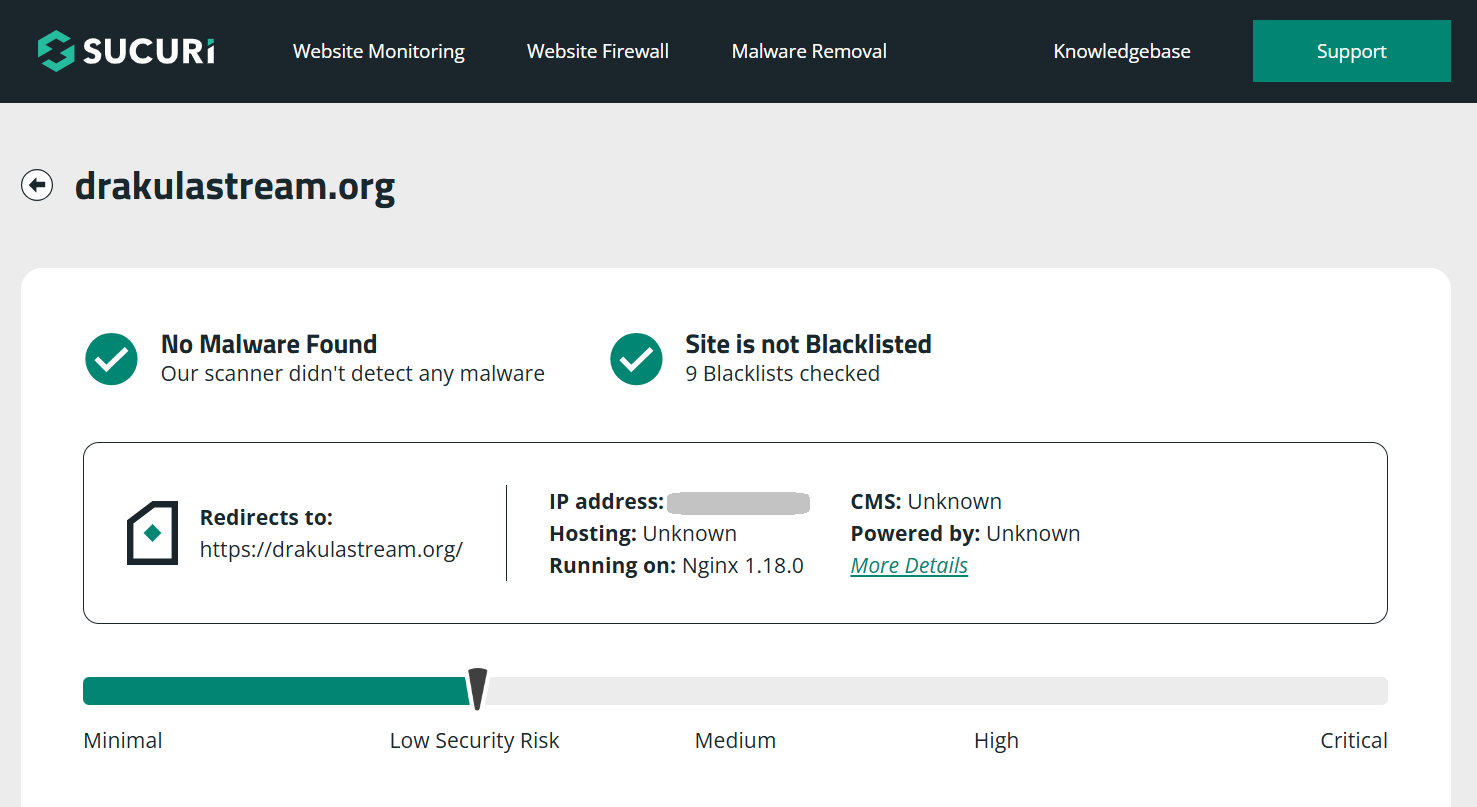 SUCURi Website Monitoring Website Firewall Malware Removal Knowledgebase Support
drakulastream.org
No Malware Found
Our scanner didn't detect any malware
Site is not Blacklisted
9 Blacklists checked
Redirects to:
https://drakulastream.org/
IP address:
Hosting: Unknown
Running on: Nginx 1.18.0
CMS: Unknown
Powered by: Unknown
More Details
Minimal Low Security Risk Medium High Critical